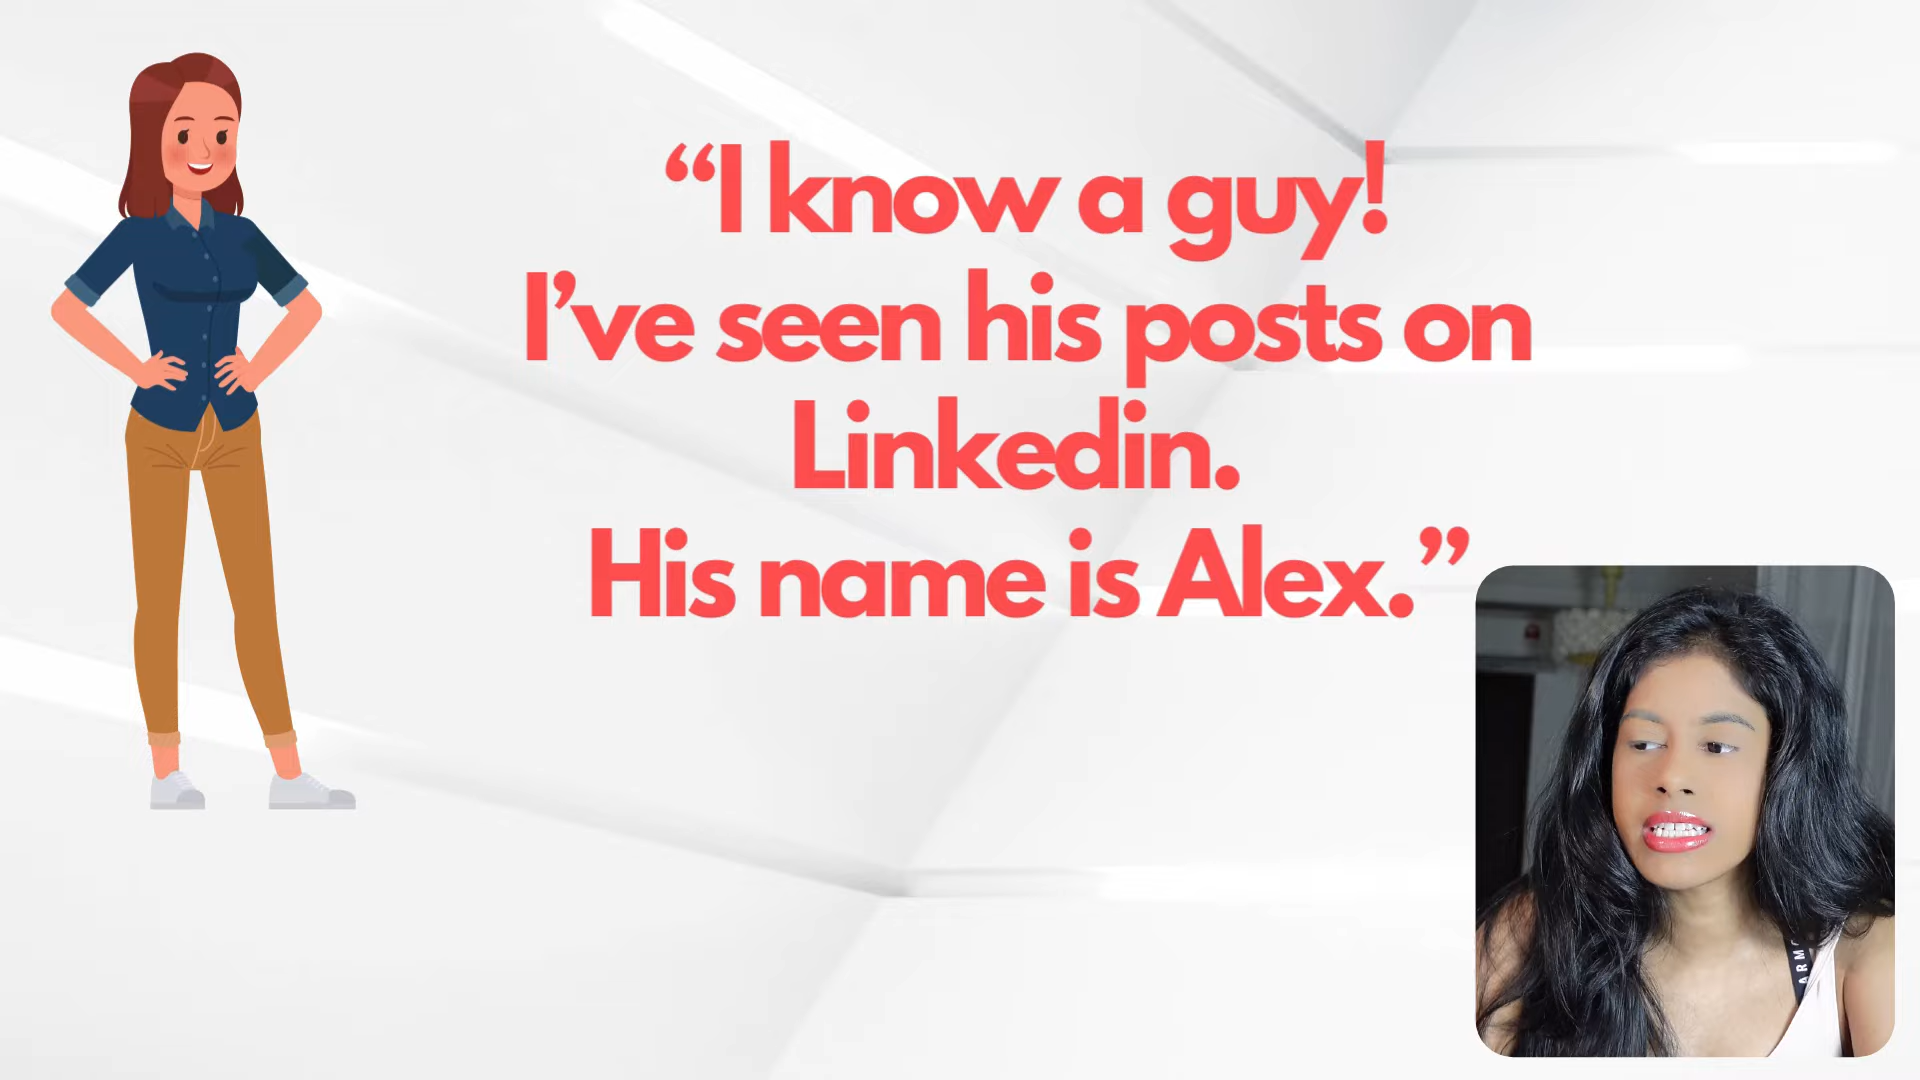 “I know a guy!
I’ve seen his posts on
Linkedin.
His name is Alex.”